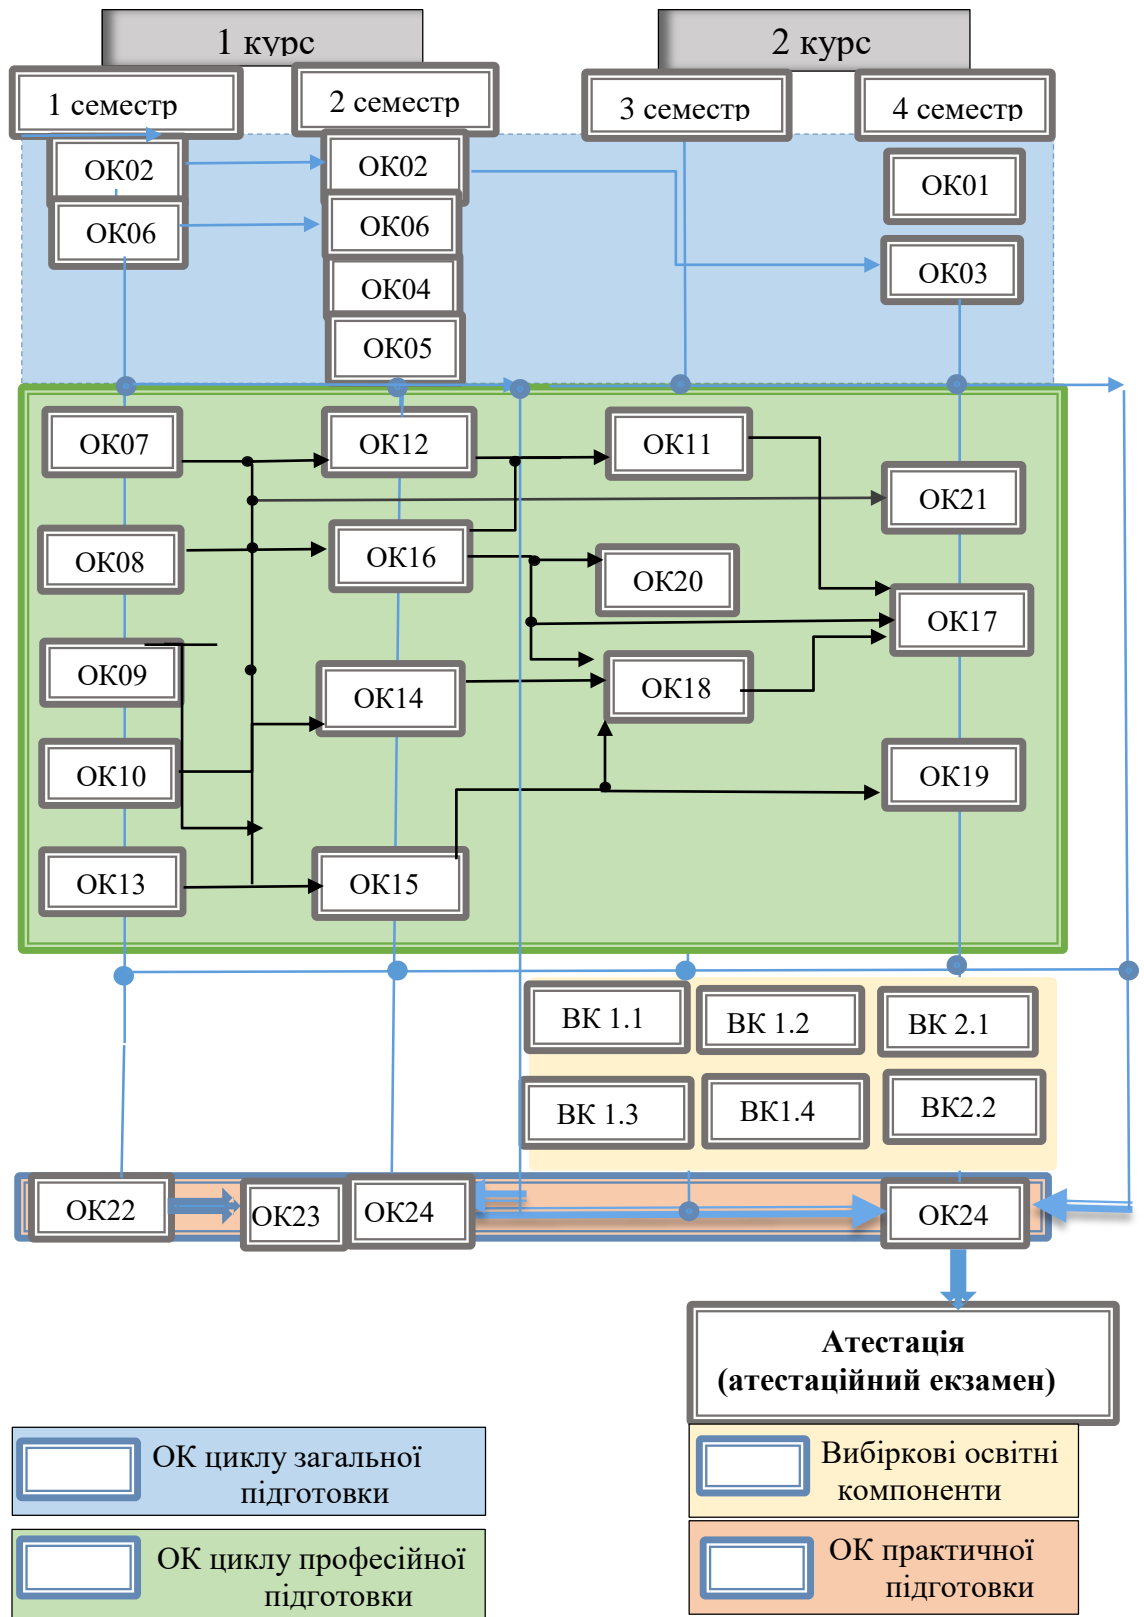 1 курс
2 курс
1 семестр
2 семестр
3 семестр
4 семестр
ОК02
ОК02
ОК01
ОК06
ОК06
ОК03
ОК04
ОК05
ОК07
ОК12
ОК11
ОК21
ОК08
ОК16
ОК20
ОК17
ОК09
ОК14
ОК18
ОК10
ОК19
ОК13
ОК15
ВК 1.1
ВК 1.2
ВК 2.1
ВК 1.3
ВК1.4
ВК2.2
ОК22
ОК23
ОК24
ОК24
Атестація
(атестаційний екзамен)
ОК циклу загальної
підготовки
Вибіркові освітні
компоненти
ОК циклу професійної
підготовки
ОК практичної
підготовки